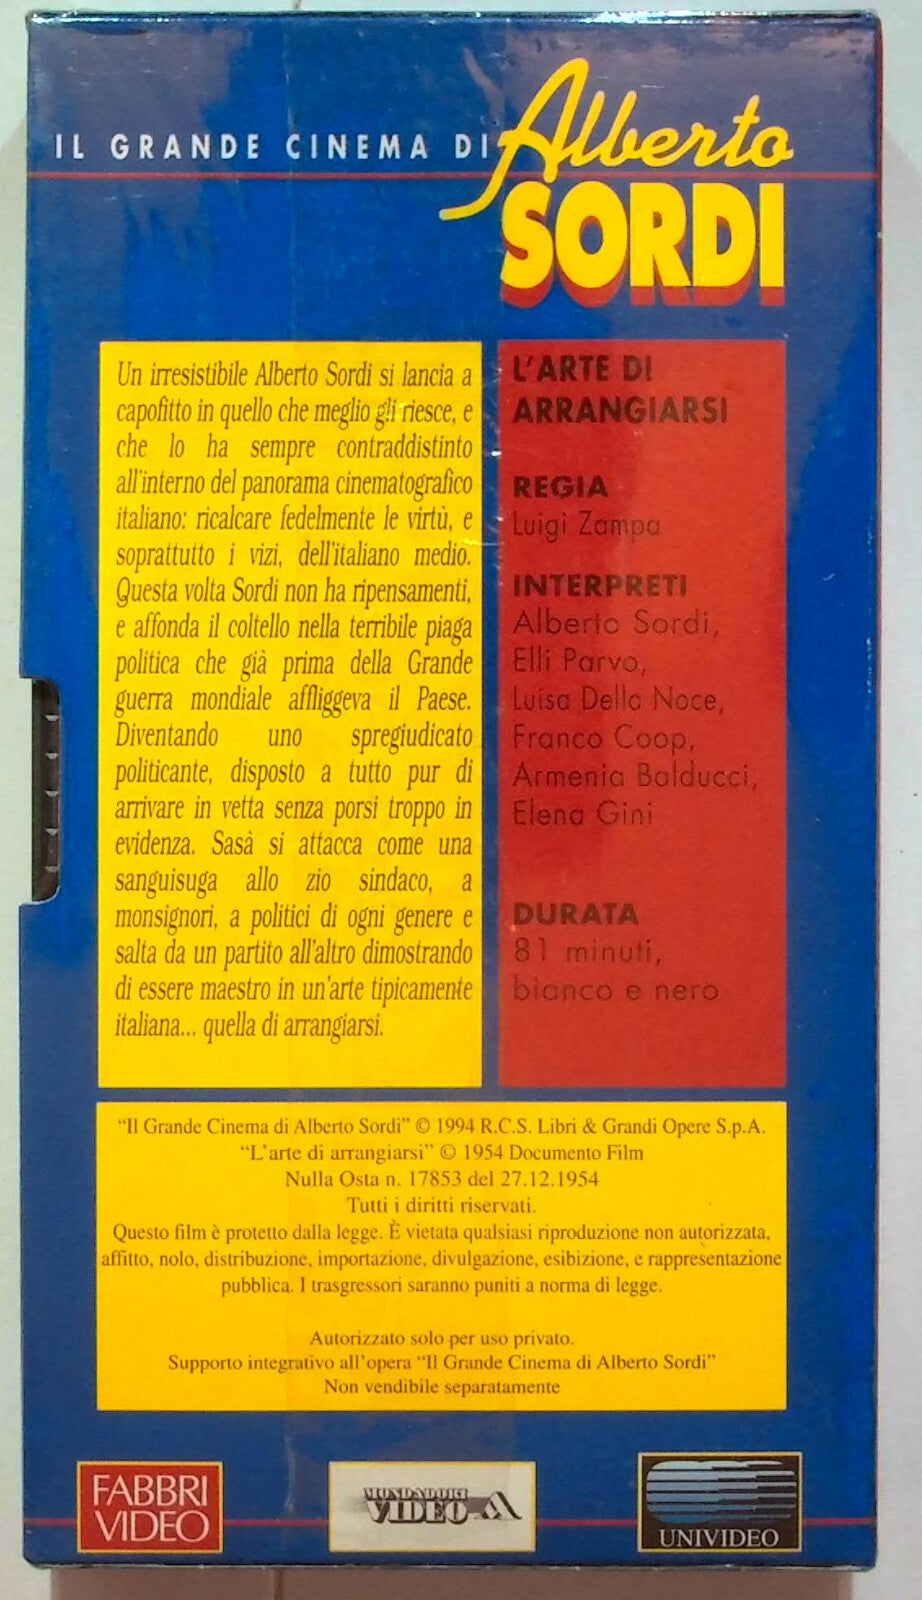 IL GRANDE CINEMA DI Alberto
SORDI
Un irresistibile Alberto Sordi si lancia a
capofitto in quello che meglio gli riesce, e
che lo ha sempre contraddistinto
all'interno del panorama cinematografico
italiano: ricalcare fedelmente le virtù, e
soprattutto i vizi, dell'italiano medio.
Questa volta Sordi non ha ripensamenti,
e affonda il coltello nella terribile piaga
politica che già prima della Grande
guerra mondiale affliggeva il Paese.
Diventando uno spregiudicato
politicante, disposto a tutto pur di
arrivare in vetta senza porsi troppo in
evidenza. Sasà si attacca come una
sanguisuga allo zio sindaco, a
monsignori, a politici di ogni genere e
salta da un partito all'altro dimostrando
di essere maestro in un'arte tipicamente
italiana... quella di arrangiarsi.
L'ARTE DI
ARRANGIARSI
REGIA
Luigi Zampa
INTERPRETI
Alberto Sordi,
Elli Parvo,
Luisa Della Noce,
Franco Coop,
Armenia Balducci,
Elena Gini
DURATA
81 minuti,
bianco e nero
“Il Grande Cinema di Alberto Sordi” © 1994 R.C.S. Libri & Grandi Opere S.p.A.
“L'arte di arrangiarsi” © 1954 Documento Film
Nulla Osta n. 17853 del 27.12.1954
Tutti i diritti riservati.
Questo film è protetto dalla legge. È vietata qualsiasi riproduzione non autorizzata,
affitto, nolo, distribuzione, importazione, divulgazione, esibizione, e rappresentazione
pubblica. I trasgressori saranno puniti a norma di legge.
Autorizzato solo per uso privato.
Supporto integrativo all'opera “Il Grande Cinema di Alberto Sordi”
Non vendibile separatamente
FABBRI
VIDEO
MONDADORI
VIDEO
UNIVIDEO